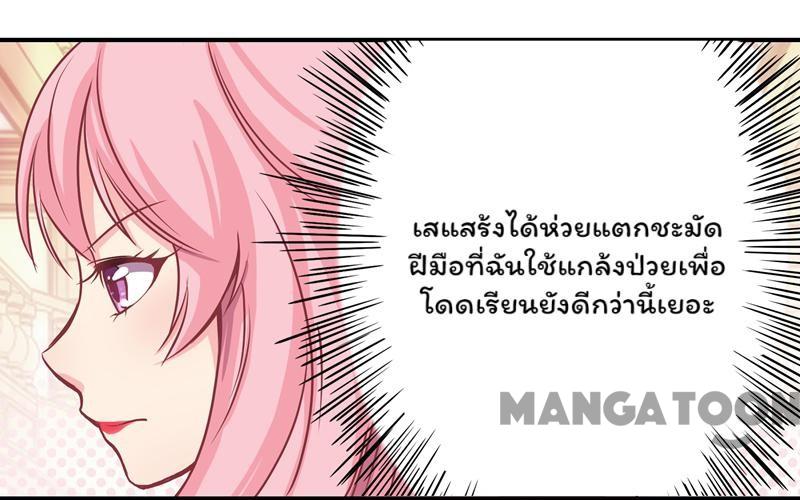 เสแสร้งได้ห่วยแตกชะมัด
ฝีมือที่ฉันใช้แกล้งป่วยเพื่อ
โดดเรียนยังดีกว่านี้เยอะ
MANGATOON